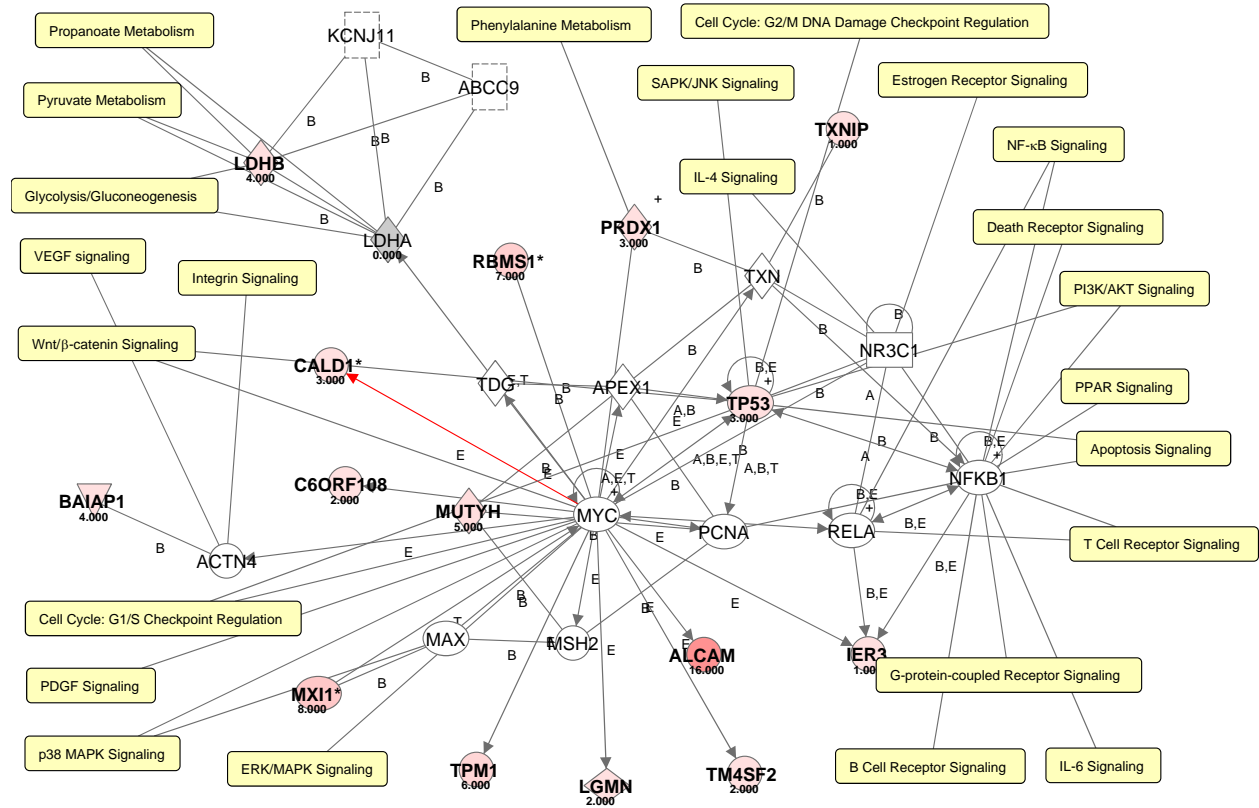 Propanoate Metabolism
KCNJ11
Phenylalanine Metabolism
Cell Cycle: G2/M DNA Damage Checkpoint Regulation
B
ABCC9
SAPK/JNK Signaling
Estrogen Receptor Signaling
Pyruvate Metabolism
B
TXNIP
1.000
NF-κB Signaling
B
B
LDHB
4.000
IL-4 Signaling
Glycolysis/Gluconeogenesis
B
B
B
+
PRDX1
3.000
Death Receptor Signaling
LDHA
0.000
VEGF signaling
RBMS1*
7.000
B
TXN
Integrin Signaling
PI3K/AKT Signaling
B
B
NR3C1
Wnt/β-catenin Signaling
CALD1*
3.000
B
B,E
+
TDG
E,T
B
B
APEX1
TP53
3.000
B
A
PPAR Signaling
A,B
E
Apoptosis Signaling
E
E
B
E
A,B,E,T
B
A,B,T
B
B
B,E
+
A
NFKB1
C6ORF108
2.000
A,E,T
+
B
B,E
+
BAIAP1
4.000
MUTYH
5.000
MYC
PCNA
RELA
B,E
B
ACTN4
E
B
E
T Cell Receptor Signaling
E
B,E
B,E
Cell Cycle: G1/S Checkpoint Regulation
E
B
B
B
E
E
T
MAX
E
MSH2
E
E
ALCAM
16.000
IER3
1.000
G-protein-coupled Receptor Signaling
PDGF Signaling
MXI1*
8.000
B
B
p38 MAPK Signaling
ERK/MAPK Signaling
TPM1
6.000
LGMN
2.000
TM4SF2
2.000
B Cell Receptor Signaling
IL-6 Signaling